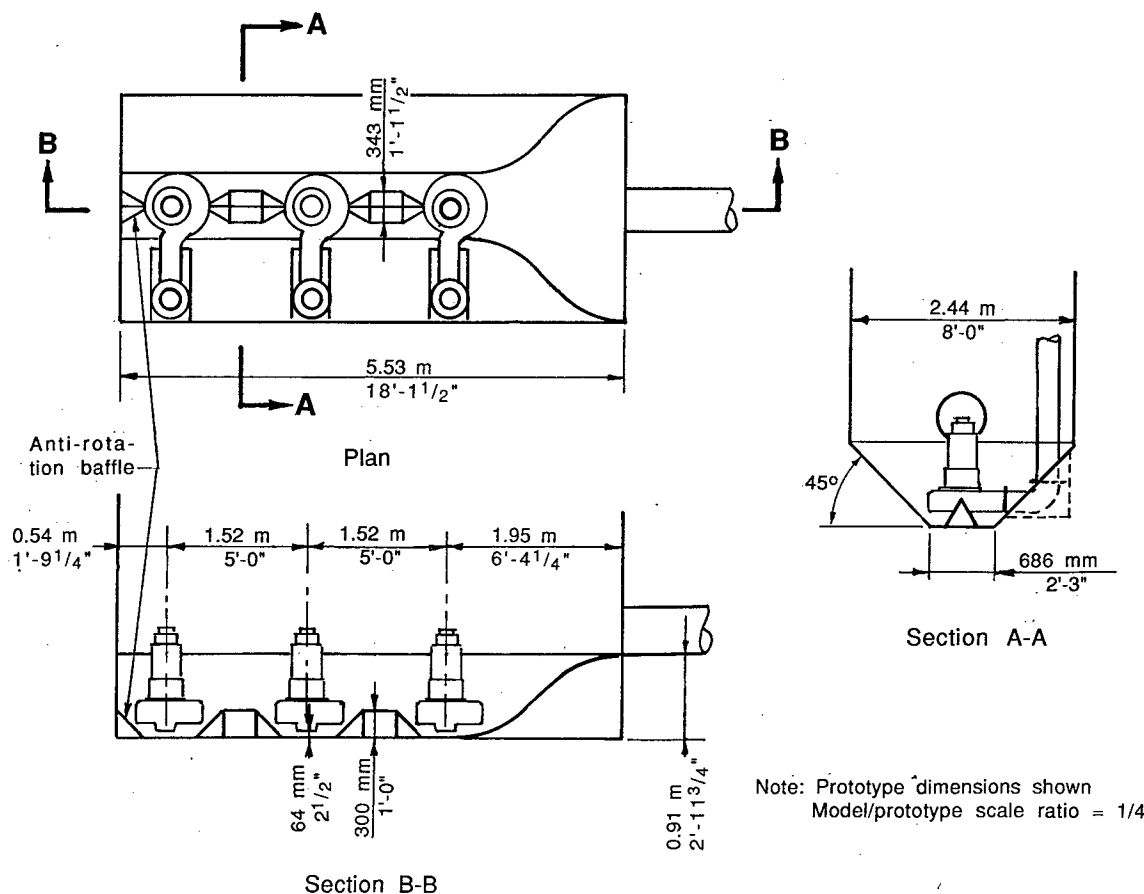 A
343 mm
1'-1 1/2"
B
B
5.53 m
18'-1 1/2"
A
Plan
Anti-rota-
tion baffle
2.44 m
8'-0"
45°
686 mm
2'-3"
Section A-A
0.54 m
1'-9 1/4"
1.52 m
5'-0"
1.52 m
5'-0"
1.95 m
6'-4 1/4"
64 mm
2 1/2"
300 mm
1'-0"
0.91 m
2'-11 3/4"
Note: Prototype dimensions shown
Model/prototype scale ratio = 1/4
Section B-B